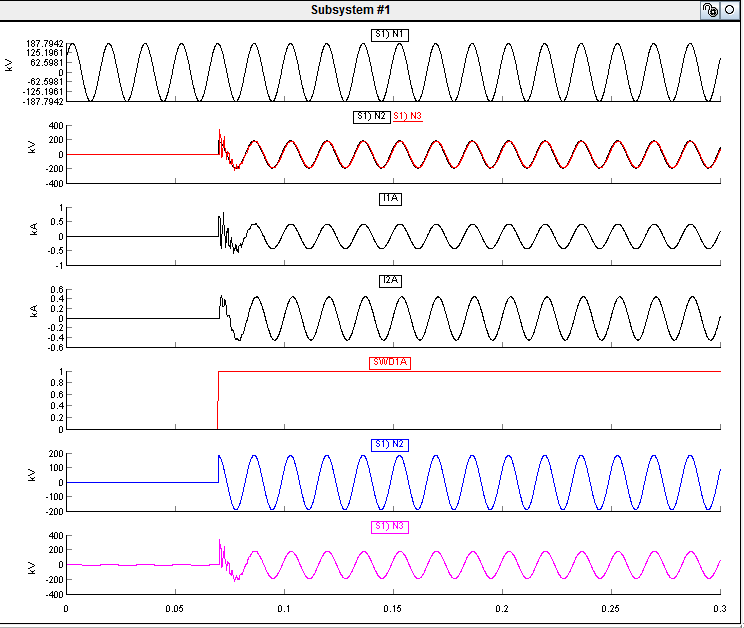 Subsystem #1
S1) N1
kV
187.7942
125.1961
62.5981
0
-62.5981
-125.1961
-187.7942
S1) N2 S1) N3
kV
400
200
0
-200
-400
I1A
kA
1
0.5
0
-0.5
-1
I2A
kA
0.6
0.4
0.2
0
-0.2
-0.4
-0.6
SWD1A
1
0.8
0.6
0.4
0.2
0
S1) N2
kV
200
100
0
-100
-200
S1) N3
kV
400
200
0
-200
-400
0 0.05 0.1 0.15 0.2 0.25 0.3